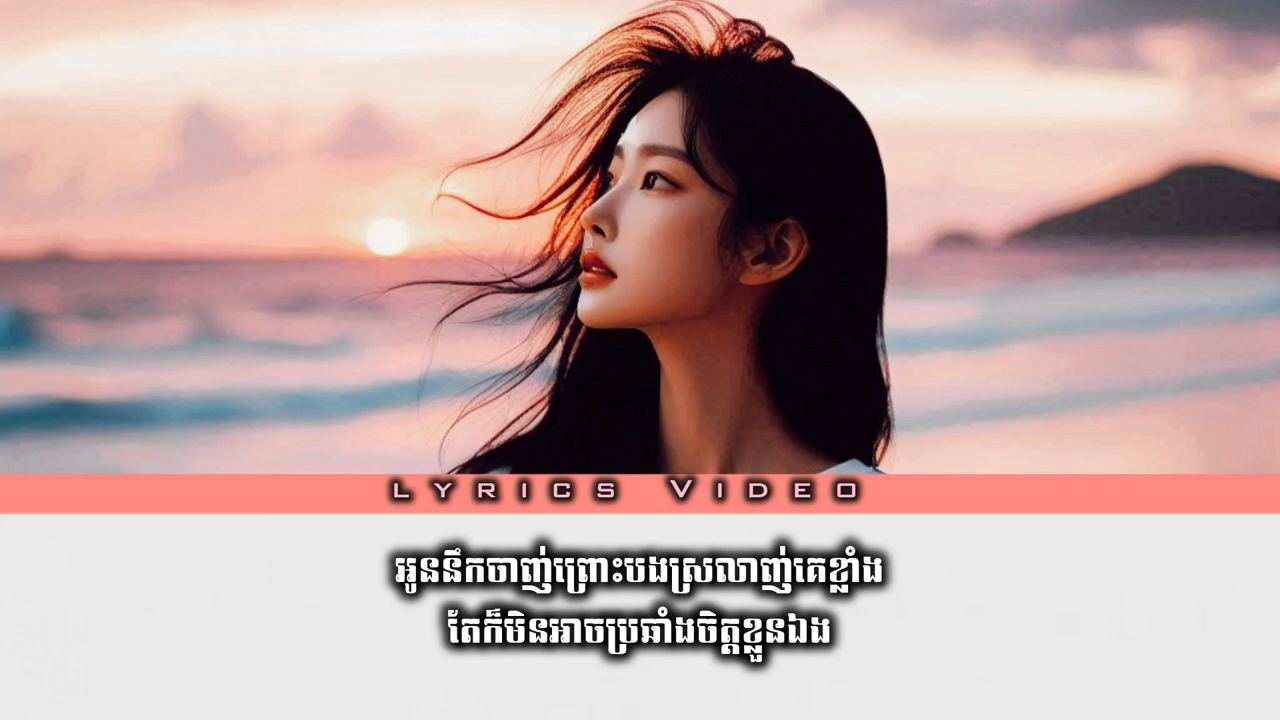 Lyrics Video
អូននឹកចាញ់ព្រោះបងស្រលាញ់គេខ្លាំង
តែក៏មិនអាចប្រឆាំងចិត្តខ្លួនឯង